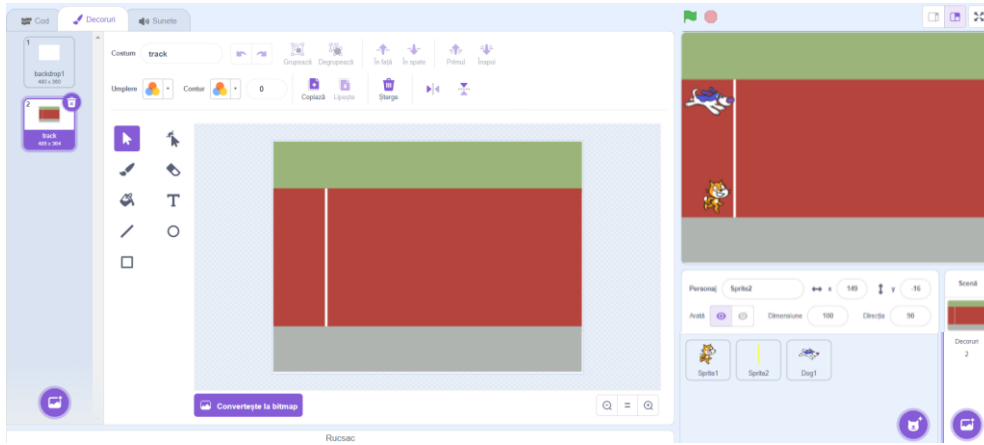 Cod
Decoruri
Sunete
1
backdrop1
480 x 360
2
track
Costum
track
Grupează
Degrupează
În față
În spate
Primul
Înapoi
Umplere
Contur
0
Copiază
Lipește
Șterge
Convertește la bitmap
Rucsac
Personaj
Sprite2
x
149
y
-16
Arată
Dimensiune
100
Direcția
90
Sprite1
Sprite2
Dog1
Scenă
Decoruri
2